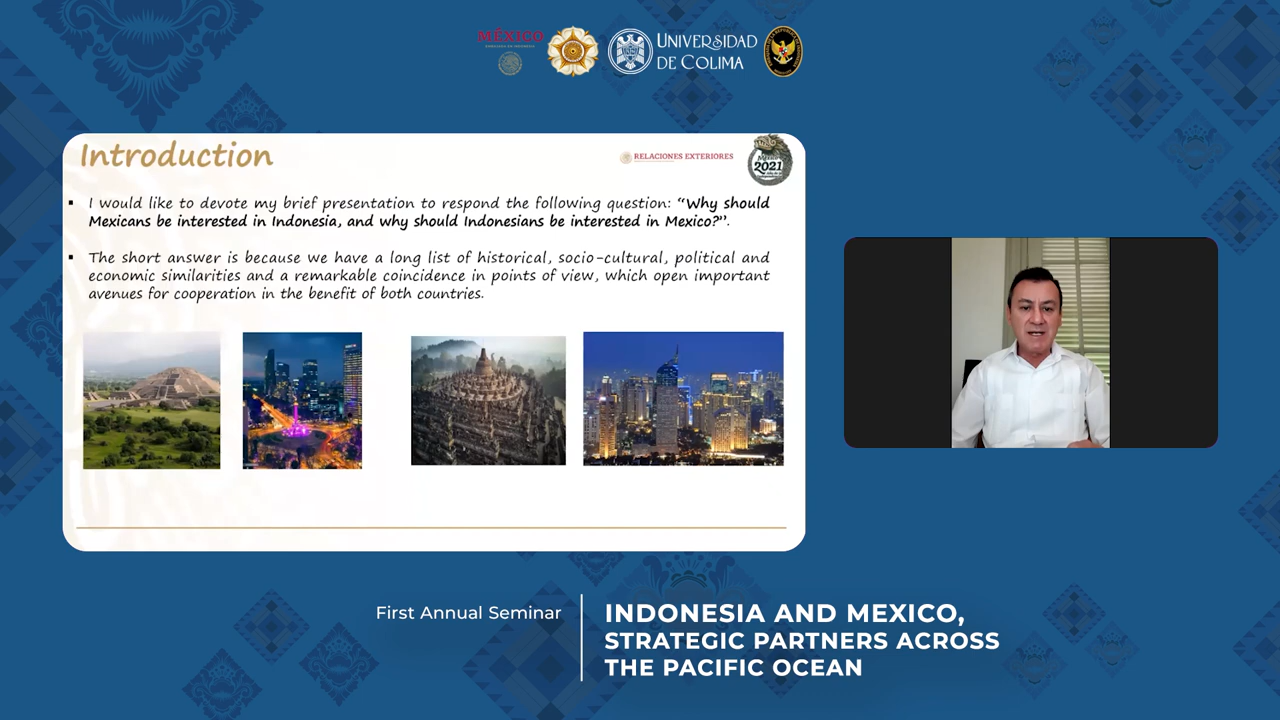 MÉXICO
EMBAJADA EN INDONESIA
UNIVERSIDAD
DE COLIMA
Introduction
RELACIONES EXTERIORES
México
2021
▪ I would like to devote my brief presentation to respond the following question: “Why should
Mexicans be interested in Indonesia, and why should Indonesians be interested in Mexico?”.
▪ The short answer is because we have a long list of historical, socio-cultural, political and
economic similarities and a remarkable coincidence in points of view, which open important
avenues for cooperation in the benefit of both countries.
First Annual Seminar
INDONESIA AND MEXICO,
STRATEGIC PARTNERS ACROSS
THE PACIFIC OCEAN